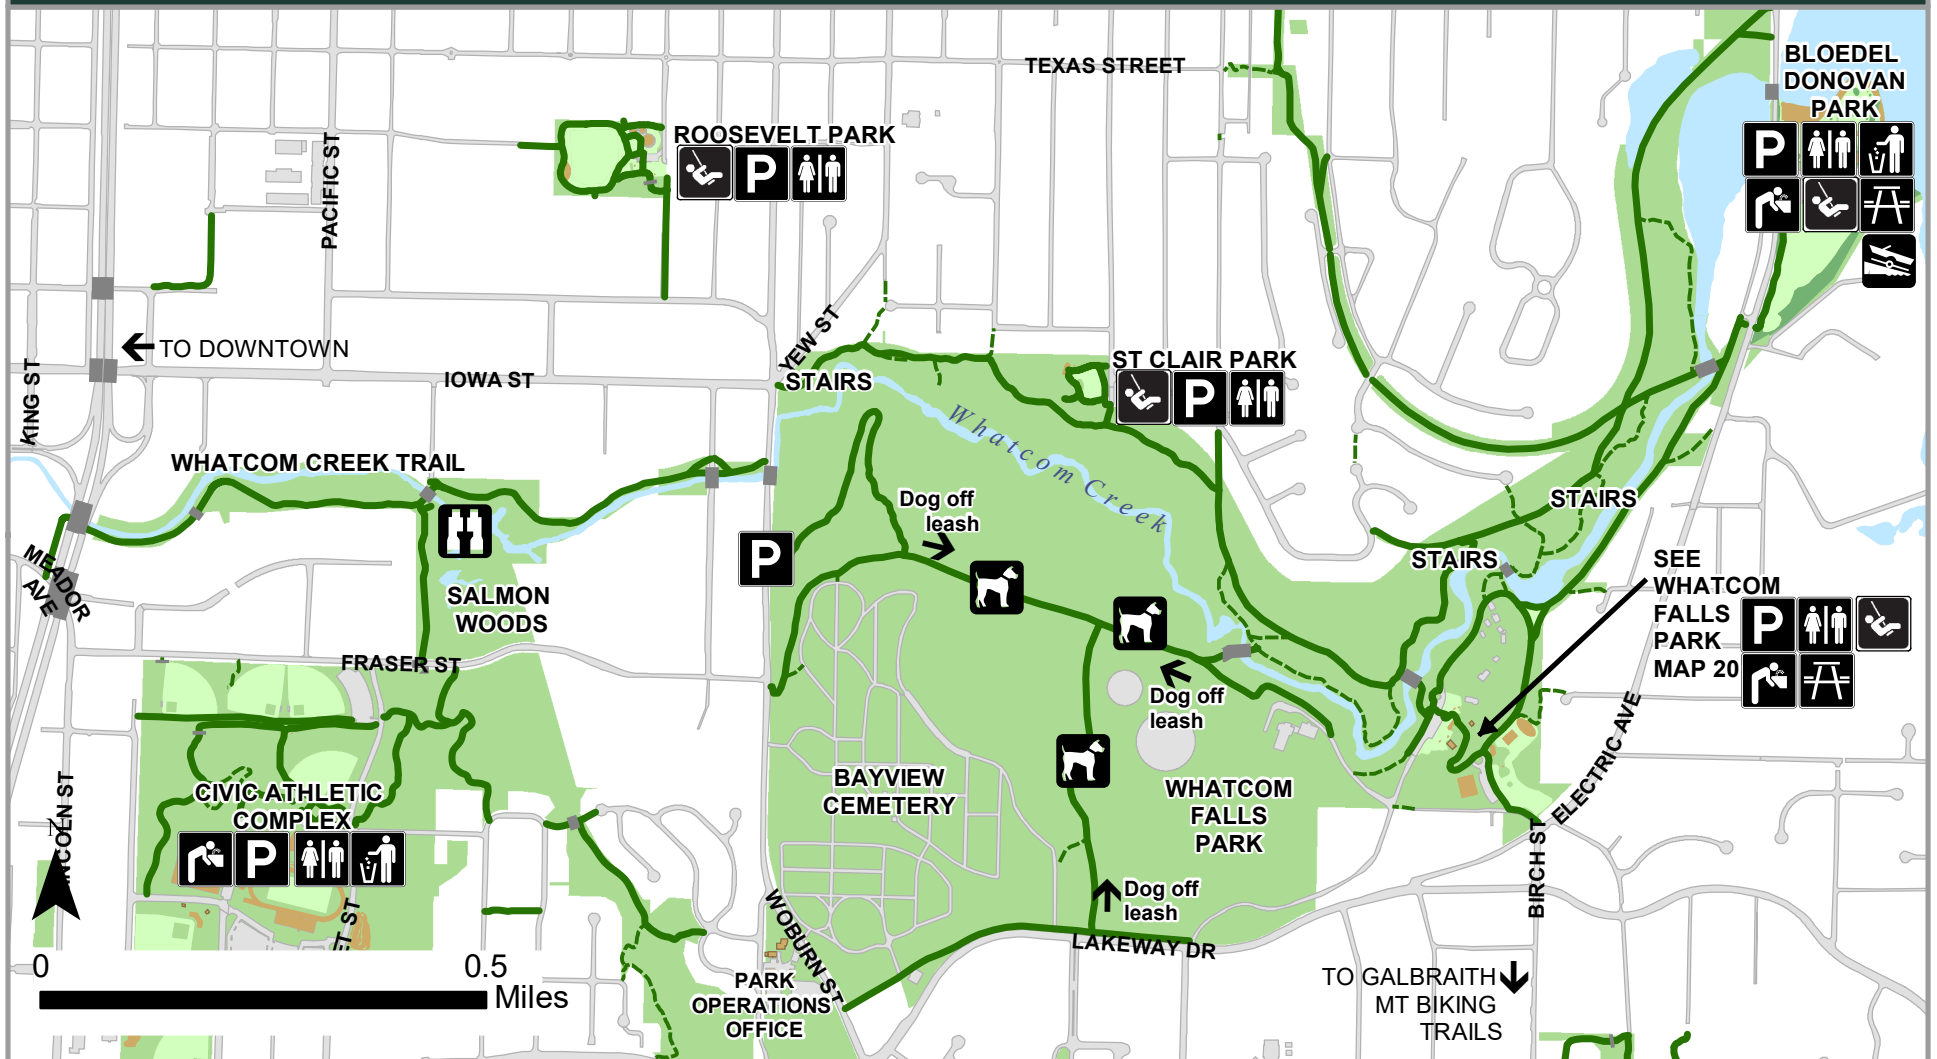 TEXAS STREET
BLOEDEL
DONOVAN
PARK
P
ROOSEVELT PARK
P
PACIFIC ST
TO DOWNTOWN
KING ST
IOWA ST
YEW ST
STAIRS
ST CLAIR PARK
P
Whatcom Creek
WHATCOM CREEK TRAIL
Dog off
leash
P
STAIRS
STAIRS
MEADOR
AVE
SALMON
WOODS
SEE
WHATCOM
FALLS
PARK
MAP 20
P
FRASER ST
Dog off
leash
ELECTRIC AVE
LINCOLN ST
CIVIC ATHLETIC
COMPLEX
P
BAYVIEW
CEMETERY
WHATCOM
FALLS
PARK
BIRCH ST
N
Dog off
leash
ET ST
WOBURN ST
LAKEWAY DR
0
0.5
Miles
PARK
OPERATIONS
OFFICE
TO GALBRAITH
MT BIKING
TRAILS